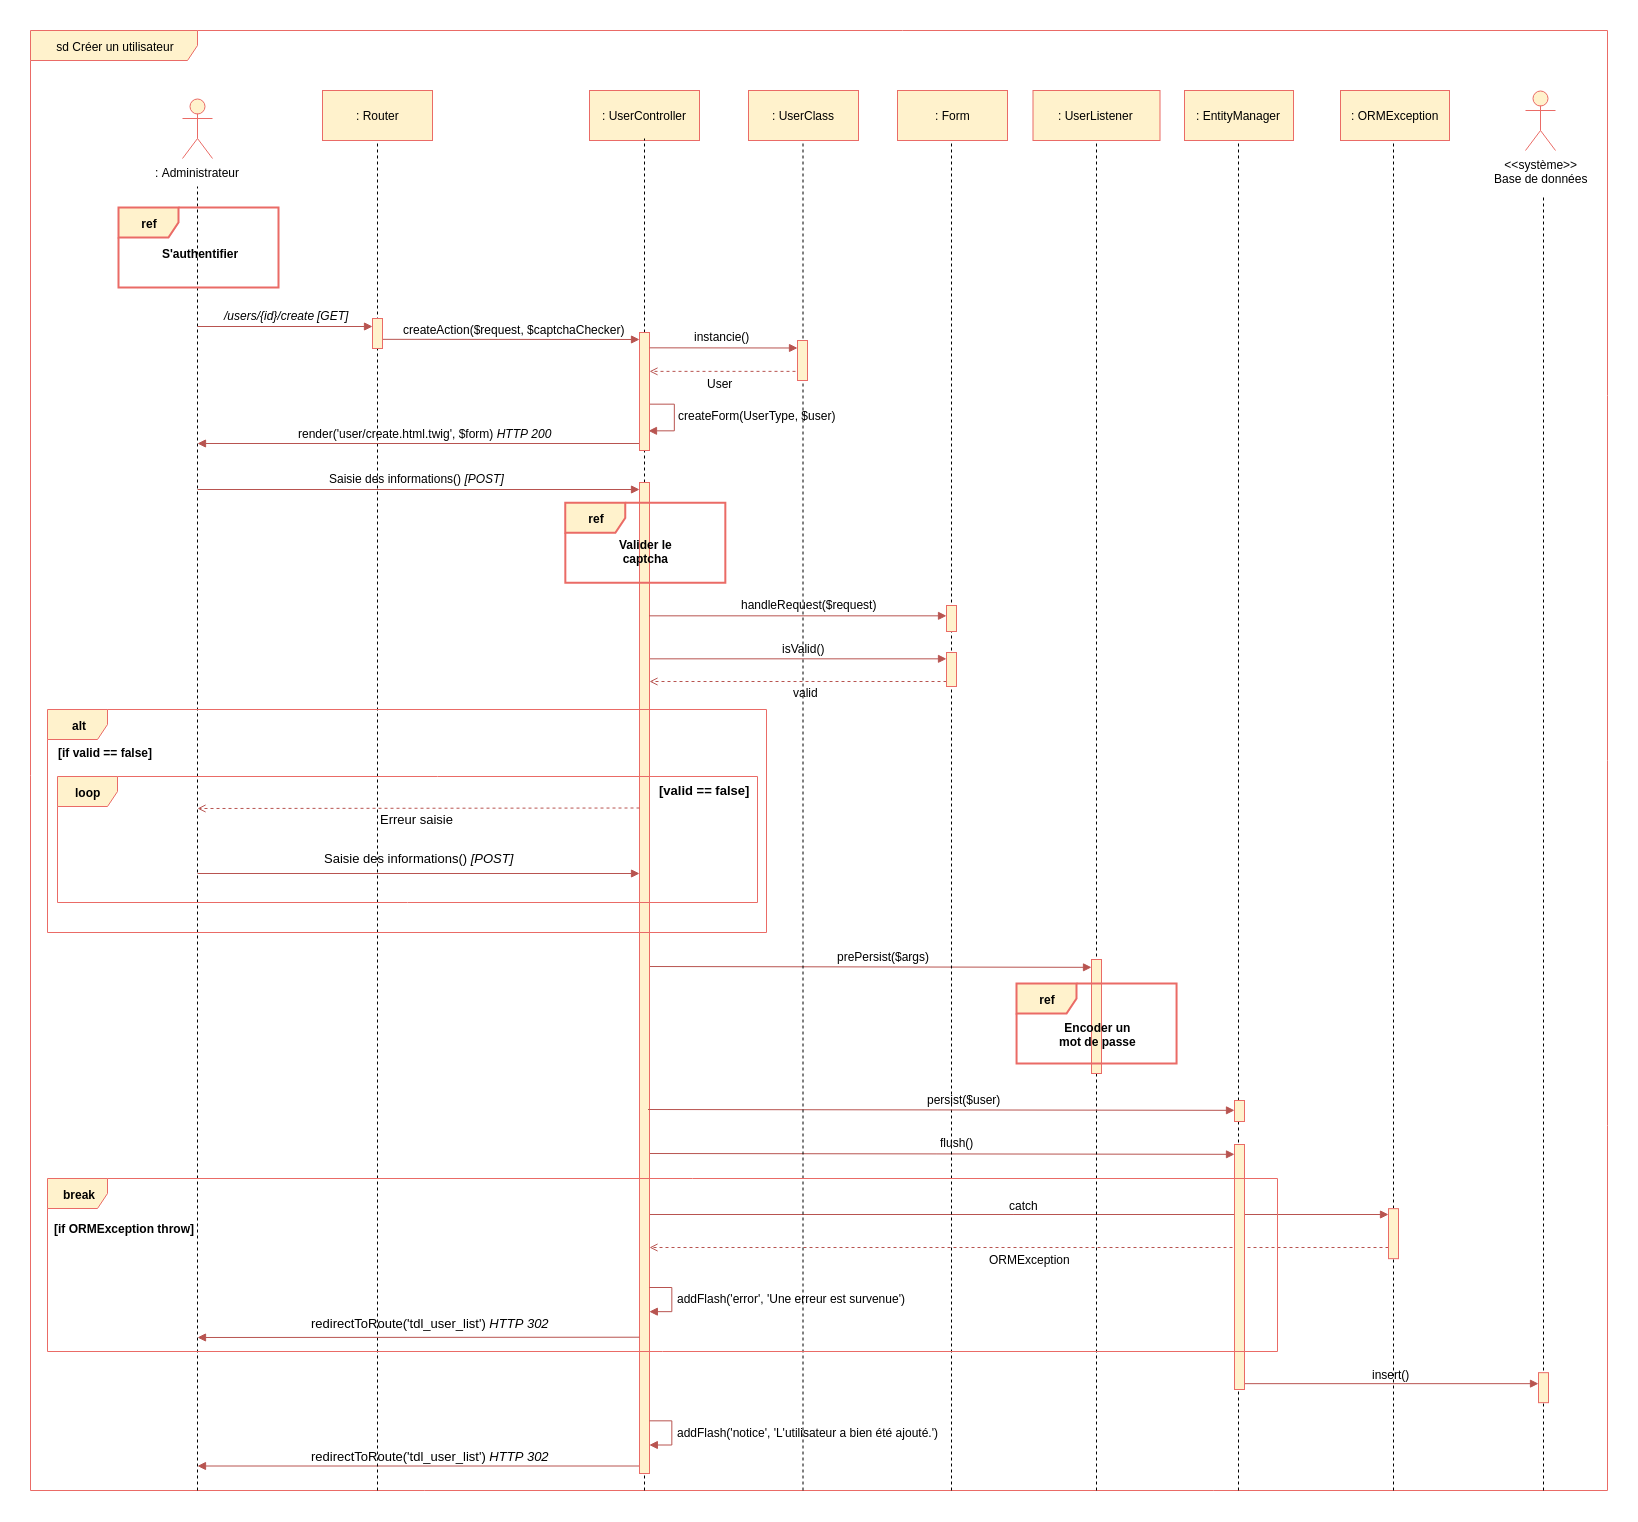 sd Créer un utilisateur
: Administrateur
: Router
: UserController
: UserClass
: Form
: UserListener
: EntityManager
: ORMException
<<système>>
Base de données
ref
S'authentifier
/users/{id}/create [GET]
createAction($request, $captchaChecker)
instancie()
User
createForm(UserType, $user)
render('user/create.html.twig', $form) HTTP 200
Saisie des informations() [POST]
ref
Valider le
captcha
handleRequest($request)
isValid()
valid
alt
[if valid == false]
loop
[valid == false]
Erreur saisie
Saisie des informations() [POST]
prePersist($args)
ref
Encoder un
mot de passe
persist($user)
flush()
break
[if ORMException throw]
catch
ORMException
addFlash('error', 'Une erreur est survenue')
redirectToRoute('tdl_user_list') HTTP 302
insert()
addFlash('notice', 'L'utilisateur a bien été ajouté.')
redirectToRoute('tdl_user_list') HTTP 302